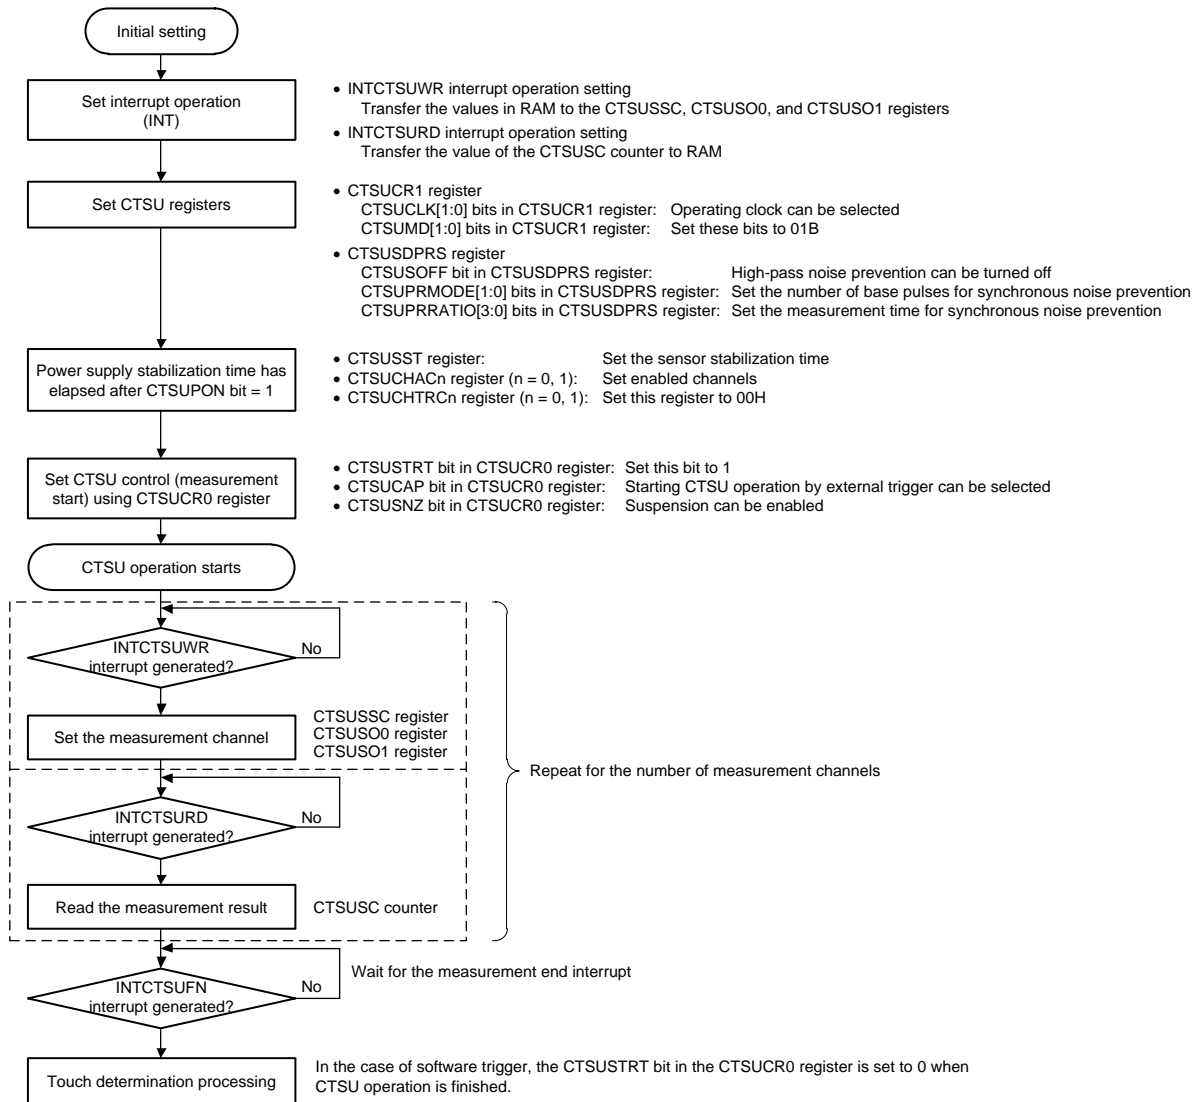 Initial setting
Set interrupt operation
(INT)
• INTCTSUWR interrupt operation setting
Transfer the values in RAM to the CTSUSSC, CTSUSO0, and CTSUSO1 registers
• INTCTSURD interrupt operation setting
Transfer the value of the CTSUSC counter to RAM
Set CTSU registers
• CTSUCR1 register
CTSUCLK[1:0] bits in CTSUCR1 register: Operating clock can be selected
CTSUMD[1:0] bits in CTSUCR1 register: Set these bits to 01B
• CTSUSDPRS register
CTSUSOFF bit in CTSUSDPRS register: High-pass noise prevention can be turned off
CTSUPRMODE[1:0] bits in CTSUSDPRS register: Set the number of base pulses for synchronous noise prevention
CTSUPRRATIO[3:0] bits in CTSUSDPRS register: Set the measurement time for synchronous noise prevention
Power supply stabilization time has
elapsed after CTSUPON bit = 1
• CTSUSST register: Set the sensor stabilization time
• CTSUCHACn register (n = 0, 1): Set enabled channels
• CTSUCHTRCn register (n = 0, 1): Set this register to 00H
Set CTSU control (measurement
start) using CTSUCR0 register
• CTSUSTRT bit in CTSUCR0 register: Set this bit to 1
• CTSUCAP bit in CTSUCR0 register: Starting CTSU operation by external trigger can be selected
• CTSUSNZ bit in CTSUCR0 register: Suspension can be enabled
CTSU operation starts
INTCTSUWR
interrupt generated?
No
Set the measurement channel
CTSUSSC register
CTSUSO0 register
CTSUSO1 register
Repeat for the number of measurement channels
INTCTSURD
interrupt generated?
No
Read the measurement result
CTSUSC counter
INTCTSUFN
interrupt generated?
No
Wait for the measurement end interrupt
Touch determination processing
In the case of software trigger, the CTSUSTRT bit in the CTSUCR0 register is set to 0 when
CTSU operation is finished.